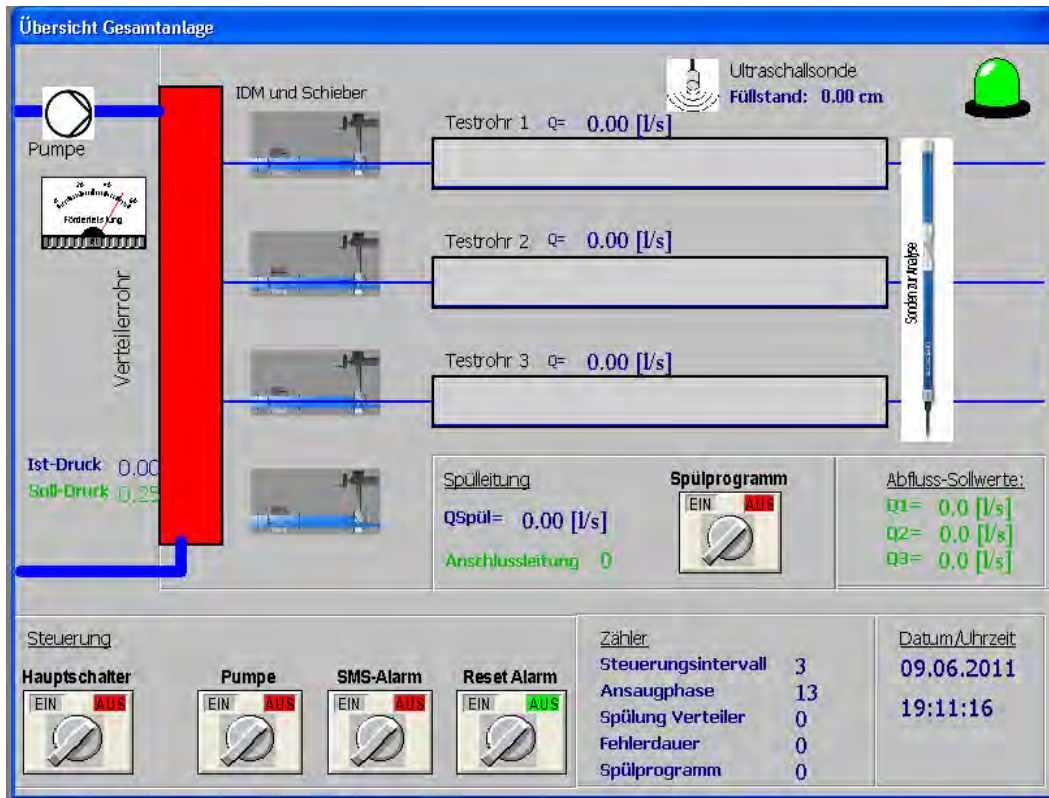 Übersicht Gesamtanlage
Pumpe
Förderleistung
Verteilerrohr
Ist-Druck 0.00
Soll-Druck 0.25
IDM und Schieber
Ultraschallsonde
Füllstand: 0.00 cm
Testrohr 1 Q= 0.00 [l/s]
Testrohr 2 Q= 0.00 [l/s]
Testrohr 3 Q= 0.00 [l/s]
Sonden zur Analyse
Spülleitung
QSpül= 0.00 [l/s]
Anschlussleitung 0
Spülprogramm
EIN AUS
Abfluss-Sollwerte:
Q1= 0.0 [l/s]
Q2= 0.0 [l/s]
Q3= 0.0 [l/s]
Steuerung
Hauptschalter
EIN AUS
Pumpe
EIN AUS
SMS-Alarm
EIN AUS
Reset Alarm
EIN AUS
Zähler
Steuerungsintervall 3
Ansaugphase 13
Spülung Verteiler 0
Fehlerdauer 0
Spülprogramm 0
Datum/Uhrzeit
09.06.2011
19:11:16